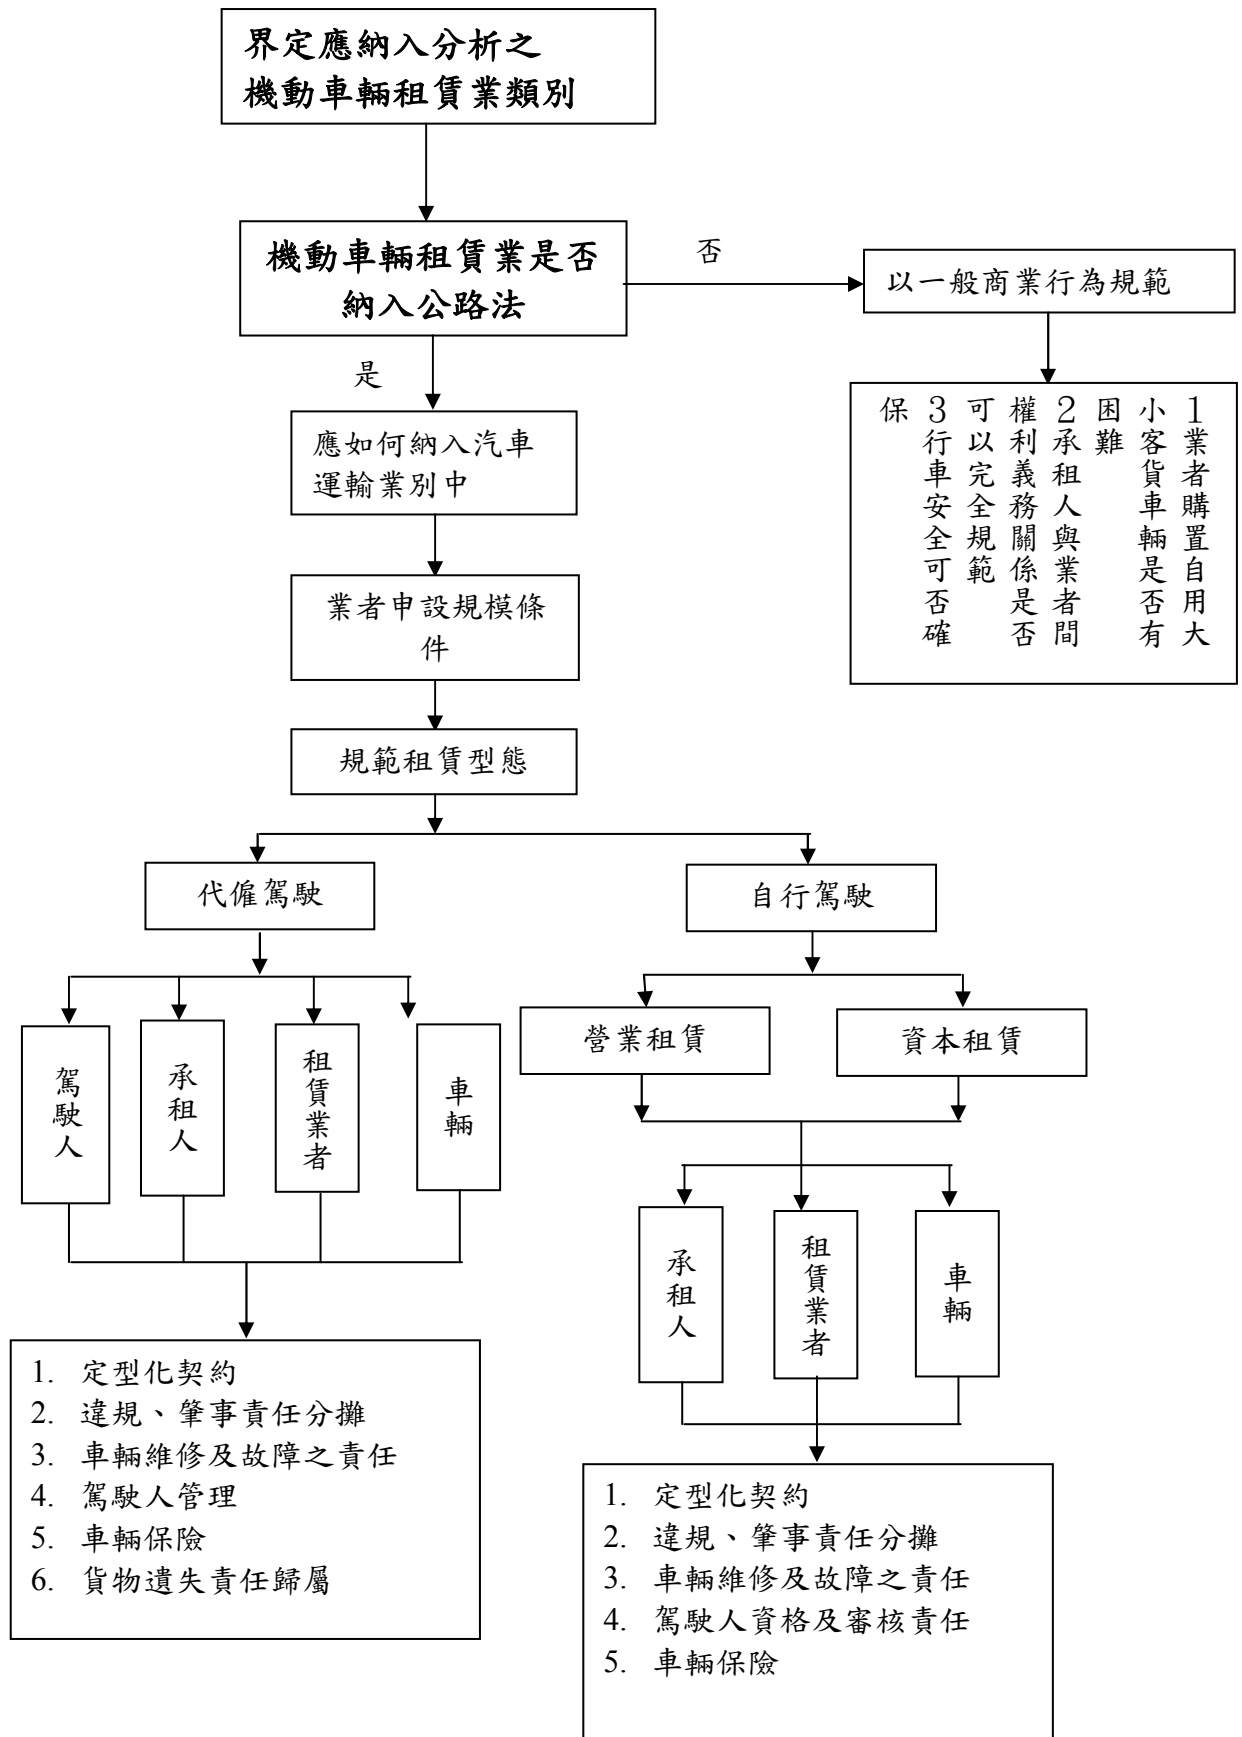 界定應納入分析之
機動車輛租賃業類別
機動車輛租賃業是否
納入公路法
否
以一般商業行為規範
是
1業者購置自用大
小客貨車輛是否有
困難
2承租人與業者間
權利義務關係是否
可以完全規範
3行車安全可否確
保
應如何納入汽車
運輸業別中
業者申設規模條
件
規範租賃型態
代僱駕駛
自行駕駛
駕駛人
承租人
租賃業者
車輛
營業租賃
資本租賃
承租人
租賃業者
車輛
1. 定型化契約
2. 違規、肇事責任分攤
3. 車輛維修及故障之責任
4. 駕駛人管理
5. 車輛保險
6. 貨物遺失責任歸屬
1. 定型化契約
2. 違規、肇事責任分攤
3. 車輛維修及故障之責任
4. 駕駛人資格及審核責任
5. 車輛保險